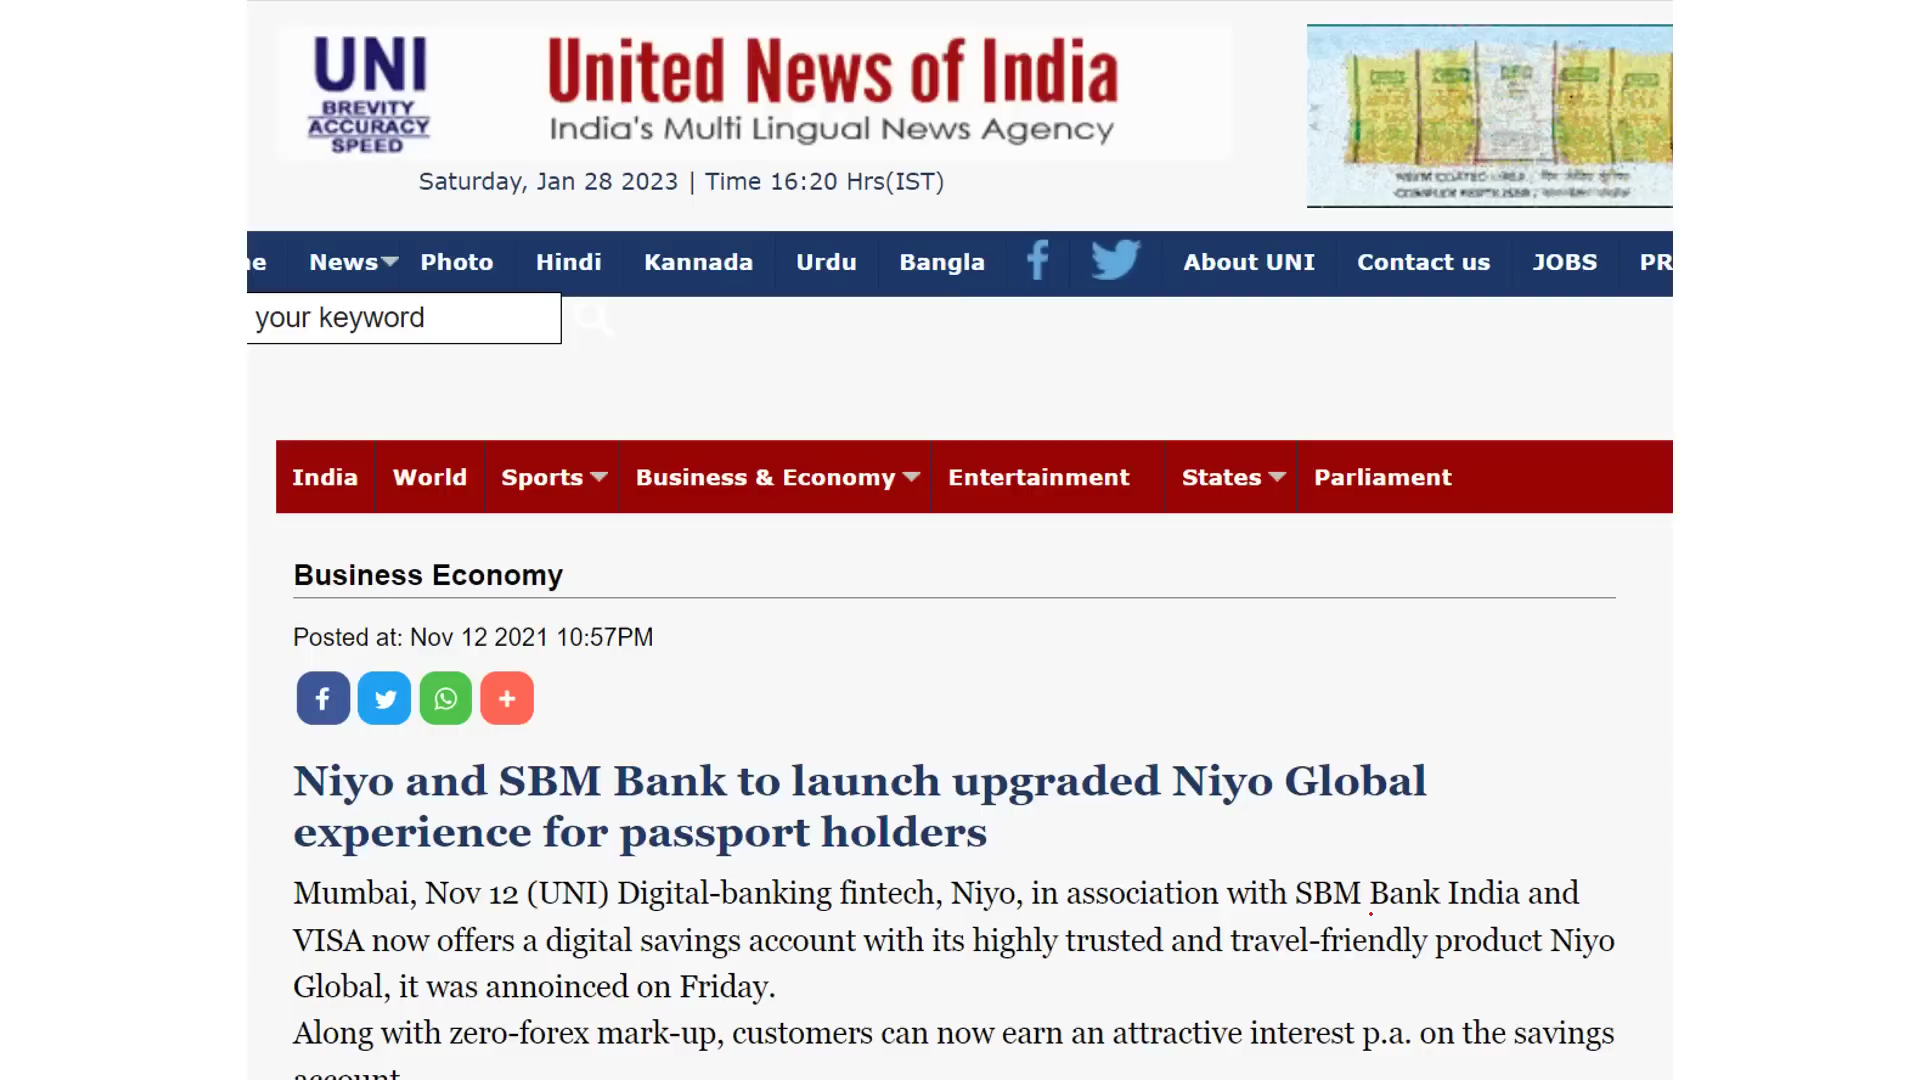 UNI
BREVITY
ACCURACY
SPEED
United News of India
India's Multi Lingual News Agency
Saturday, Jan 28 2023 | Time 16:20 Hrs(IST)
News Photo Hindi Kannada Urdu Bangla About UNI Contact us JOBS PR
your keyword
India World Sports Business & Economy Entertainment States Parliament
Business Economy
Posted at: Nov 12 2021 10:57PM
Niyo and SBM Bank to launch upgraded Niyo Global
experience for passport holders
Mumbai, Nov 12 (UNI) Digital-banking fintech, Niyo, in association with SBM Bank India and
VISA now offers a digital savings account with its highly trusted and travel-friendly product Niyo
Global, it was annoinced on Friday.
Along with zero-forex mark-up, customers can now earn an attractive interest p.a. on the savings
account.